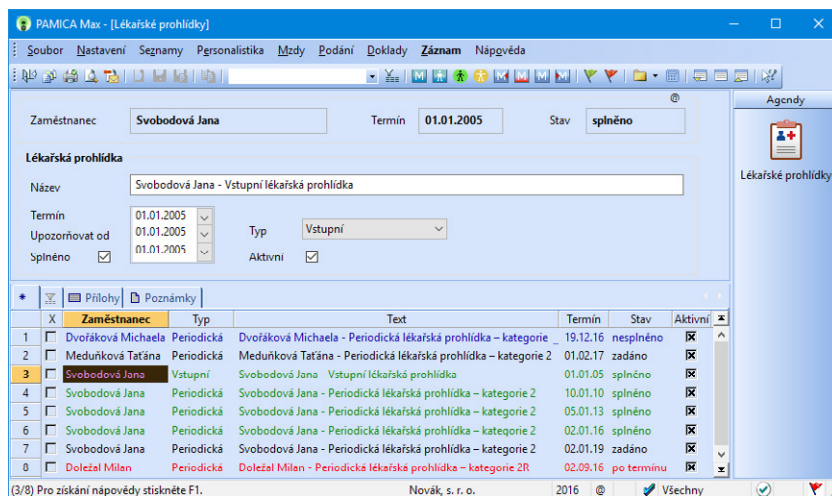 PAMICA Max - [Lékařské prohlídky]
Soubor Nastavení Seznamy Personalistika Mzdy Podání Doklady Záznam Nápověda
@ Agendy
Zaměstnanec Svobodová Jana Termín 01.01.2005 Stav splněno
Lékařské prohlídky
Lékařská prohlídka
Název Svobodová Jana - Vstupní lékařská prohlídka
Termín 01.01.2005
Upozorňovat od 01.01.2005 Typ Vstupní
Splněno 01.01.2005 Aktivní
* Přílohy Poznámky
X Zaměstnanec Typ Text Termín Stav Aktivní
1 Dvořáková Michaela Periodická Dvořáková Michaela - Periodická lékařská prohlídka – kategorie _ 19.12.16 nesplněno
2 Meduňková Taťána Periodická Meduňková Taťána - Periodická lékařská prohlídka – kategorie 2 01.02.17 zadáno
3 Svobodová Jana Vstupní Svobodová Jana Vstupní lékařská prohlídka 01.01.05 splněno
4 Svobodová Jana Periodická Svobodová Jana - Periodická lékařská prohlídka – kategorie 2 10.01.10 splněno
5 Svobodová Jana Periodická Svobodová Jana - Periodická lékařská prohlídka – kategorie 2 05.01.13 splněno
6 Svobodová Jana Periodická Svobodová Jana - Periodická lékařská prohlídka – kategorie 2 02.01.16 splněno
7 Svobodová Jana Periodická Svobodová Jana - Periodická lékařská prohlídka – kategorie 2 02.01.19 zadáno
8 Doležal Milan Periodická Doležal Milan - Periodická lékařská prohlídka – kategorie 2R 02.09.16 po termínu
(3/8) Pro získání nápovědy stiskněte F1. Novák, s. r. o. 2016 @ Všechny